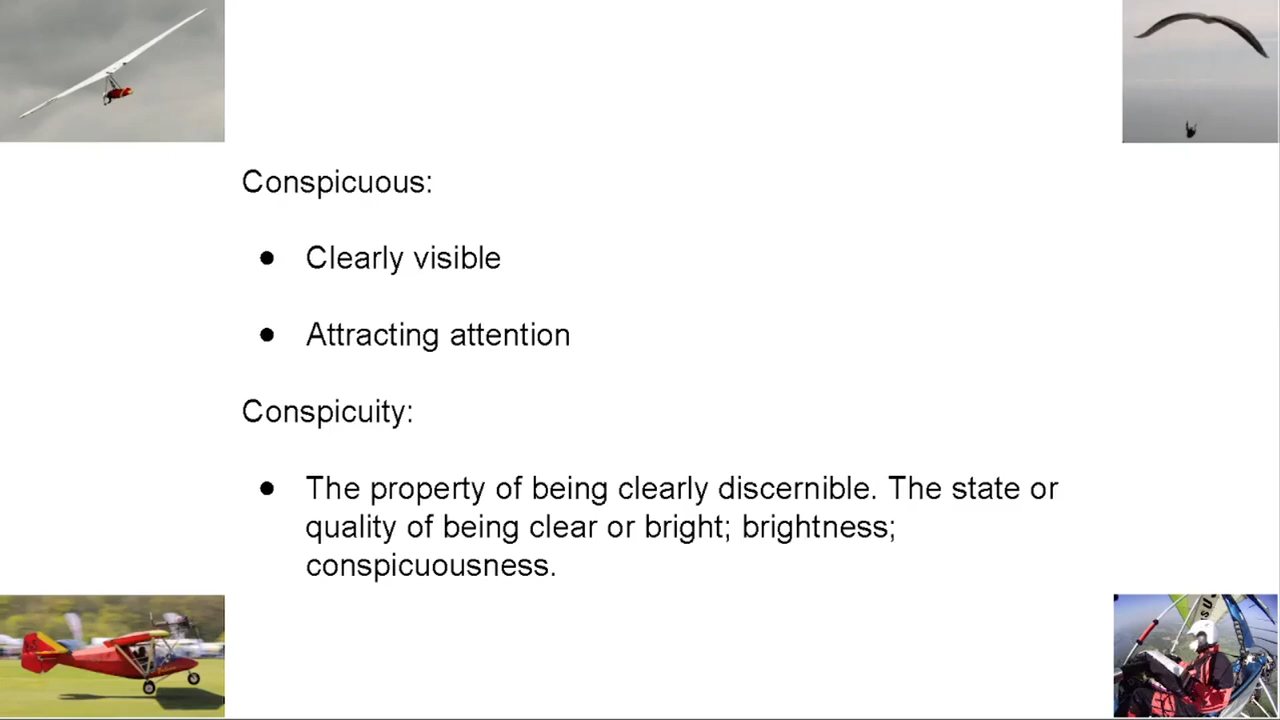 Conspicuous:
● Clearly visible
● Attracting attention
Conspicuity:
● The property of being clearly discernible. The state or
quality of being clear or bright; brightness;
conspicuousness.